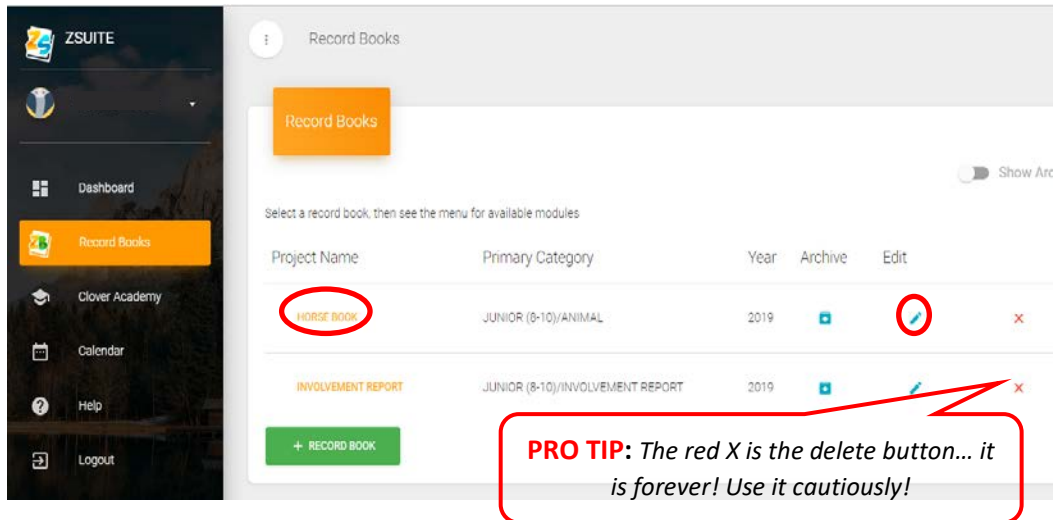 ZSUITE
Record Books
Record Books
Dashboard
Show Arc
Select a record book, then see the menu for available modules
Record Books
Project Name Primary Category Year Archive Edit
Clover Academy
HORSE BOOK JUNIOR (8-10)/ANIMAL 2019 X
Calendar
INVOLVEMENT REPORT JUNIOR (8-10)/INVOLVEMENT REPORT 2019 X
Help
+ RECORD BOOK
Logout
PRO TIP: The red X is the delete button… it
is forever! Use it cautiously!